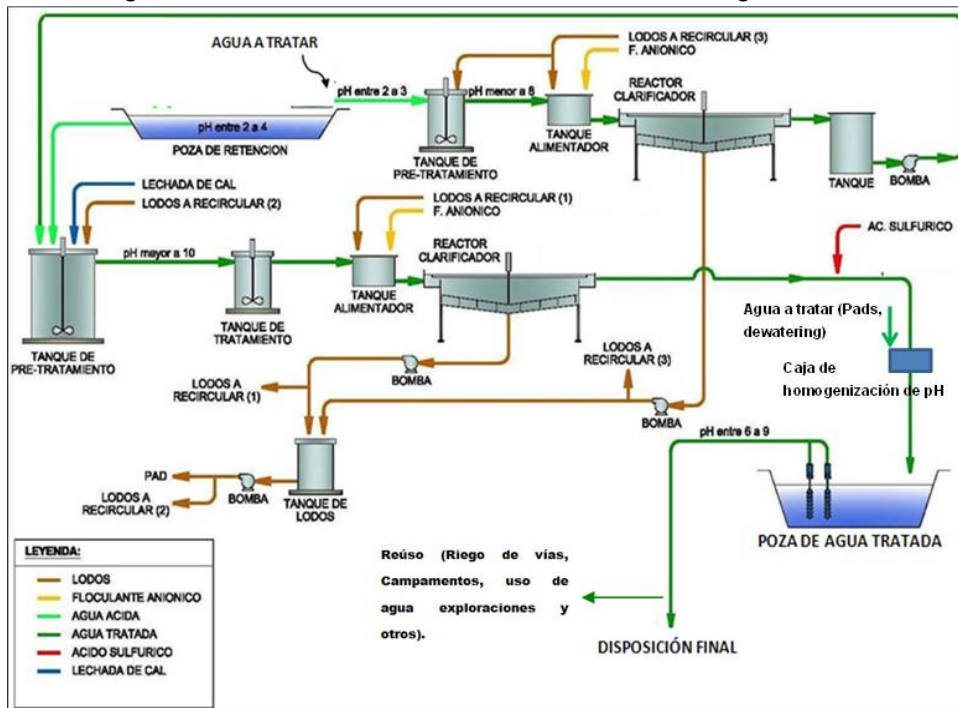 AGUA A TRATAR
LODOS A RECIRCULAR (3)
F. ANIONICO
pH entre 2 a 3
pH menor a 8
REACTOR
CLARIFICADOR
pH entre 2 a 4
POZA DE RETENCION
TANQUE DE
PRE-TRATAMIENTO
TANQUE
ALIMENTADOR
TANQUE
BOMBA
LECHADA DE CAL
LODOS A RECIRCULAR (2)
LODOS A RECIRCULAR (1)
F. ANIONICO
AC. SULFURICO
pH mayor a 10
REACTOR
CLARIFICADOR
TANQUE
ALIMENTADOR
TANQUE DE
TRATAMIENTO
TANQUE DE
PRE-TRATAMIENTO
Agua a tratar (Pads,
dewatering)
Caja de
homogenización de pH
LODOS A
RECIRCULAR (3)
BOMBA
LODOS A
RECIRCULAR (1)
BOMBA
pH entre 6 a 9
PAD
LODOS A
RECIRCULAR (2)
BOMBA
TANQUE DE
LODOS
POZA DE AGUA TRATADA
LEYENDA:
LODOS
FLOCULANTE ANIONICO
AGUA ACIDA
AGUA TRATADA
ACIDO SULFURICO
LECHADA DE CAL
Reúso (Riego de vías,
Campamentos, uso de
agua exploraciones y
otros).
DISPOSICIÓN FINAL